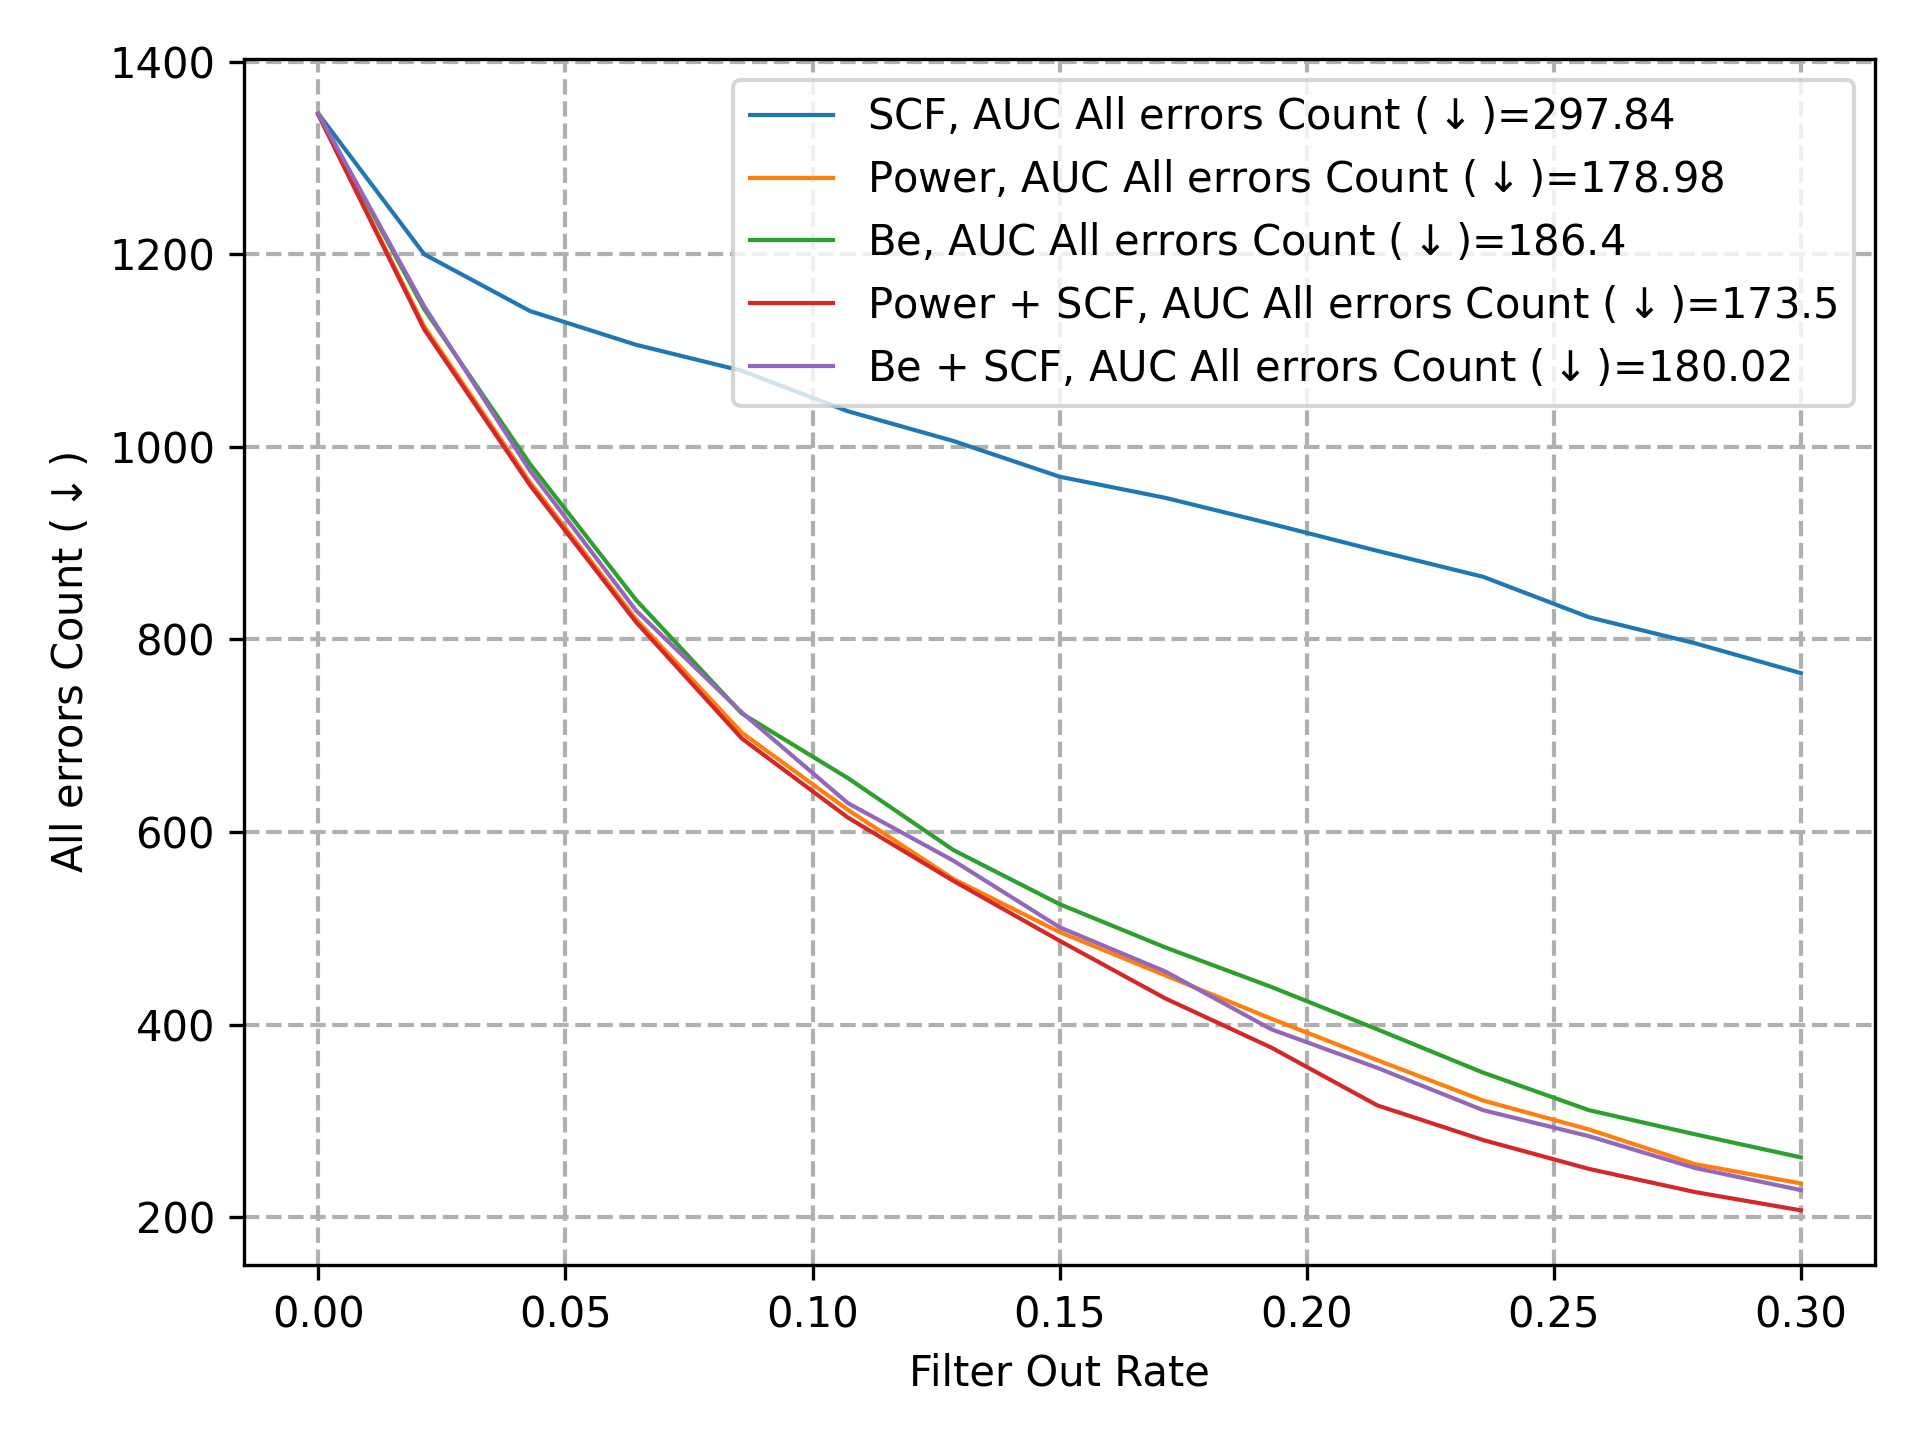 1400
1200
1000
800
600
400
200
All errors Count (↓)
SCF, AUC All errors Count (↓)=297.84
Power, AUC All errors Count (↓)=178.98
Be, AUC All errors Count (↓)=186.4
Power + SCF, AUC All errors Count (↓)=173.5
Be + SCF, AUC All errors Count (↓)=180.02
0.00 0.05 0.10 0.15 0.20 0.25 0.30
Filter Out Rate